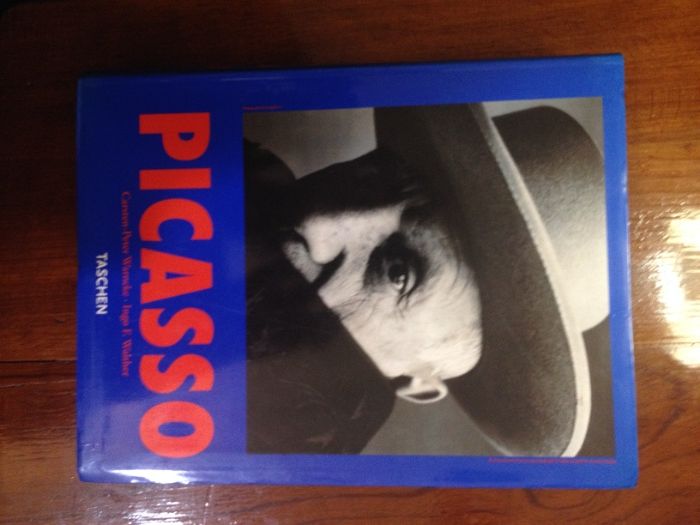 PICASSO
Carsten-Peter Warncke · Ingo F. Walther
TASCHEN